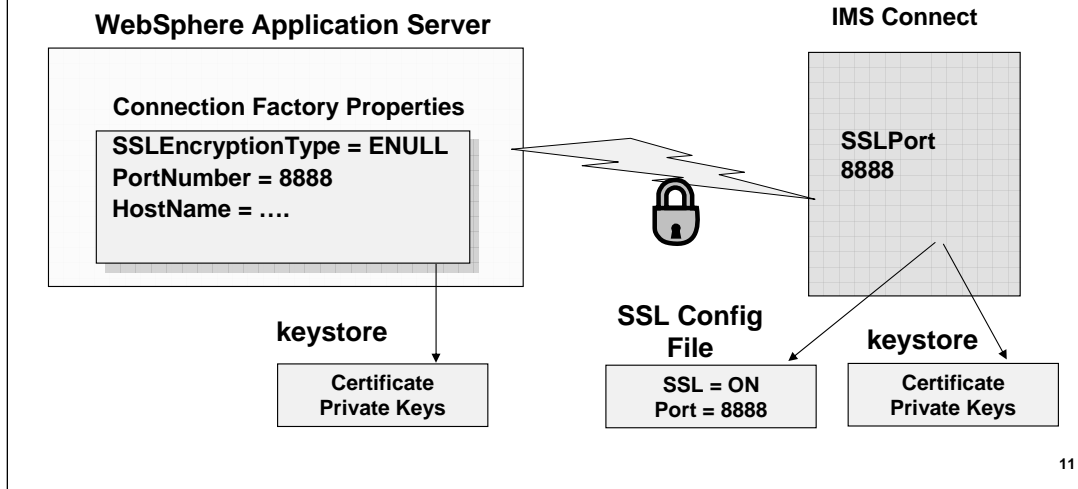 WebSphere Application Server
IMS Connect
Connection Factory Properties
SSLEncryptionType = ENULL
PortNumber = 8888
HostName = ….
SSLPort
8888
keystore
Certificate
Private Keys
SSL Config
File
SSL = ON
Port = 8888
keystore
Certificate
Private Keys
11